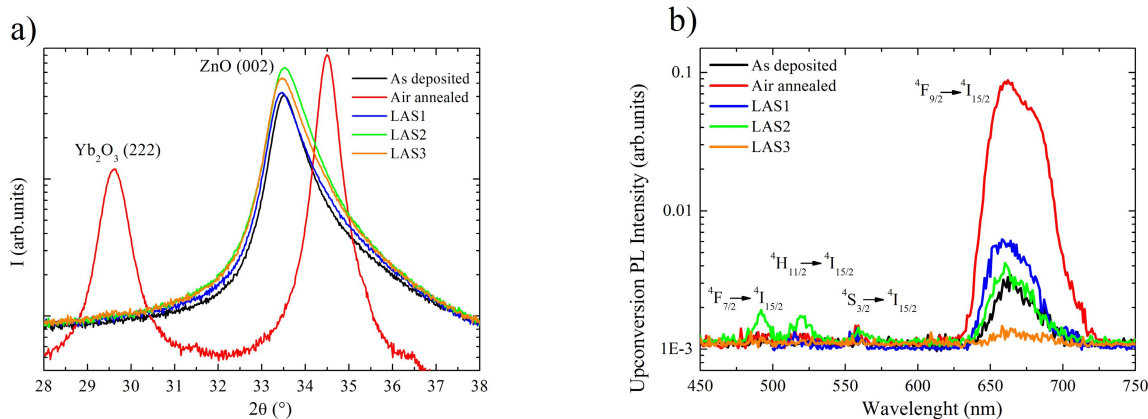 a)
ZnO (002)
Yb₂O₃ (222)
As deposited
Air annealed
LAS1
LAS2
LAS3
I (arb.units)
28 29 30 31 32 33 34 35 36 37 38
2θ (°)
b)
As deposited
Air annealed
LAS1
LAS2
LAS3
⁴F₉/₂ → ⁴I₁₅/₂
⁴H₁₁/₂ → ⁴I₁₅/₂
⁴F₇/₂ → ⁴I₁₅/₂
⁴S₃/₂ → ⁴I₁₅/₂
0.1
0.01
1E-3
Upconversion PL Intensity (arb.units)
450 500 550 600 650 700 750
Wavelenght (nm)